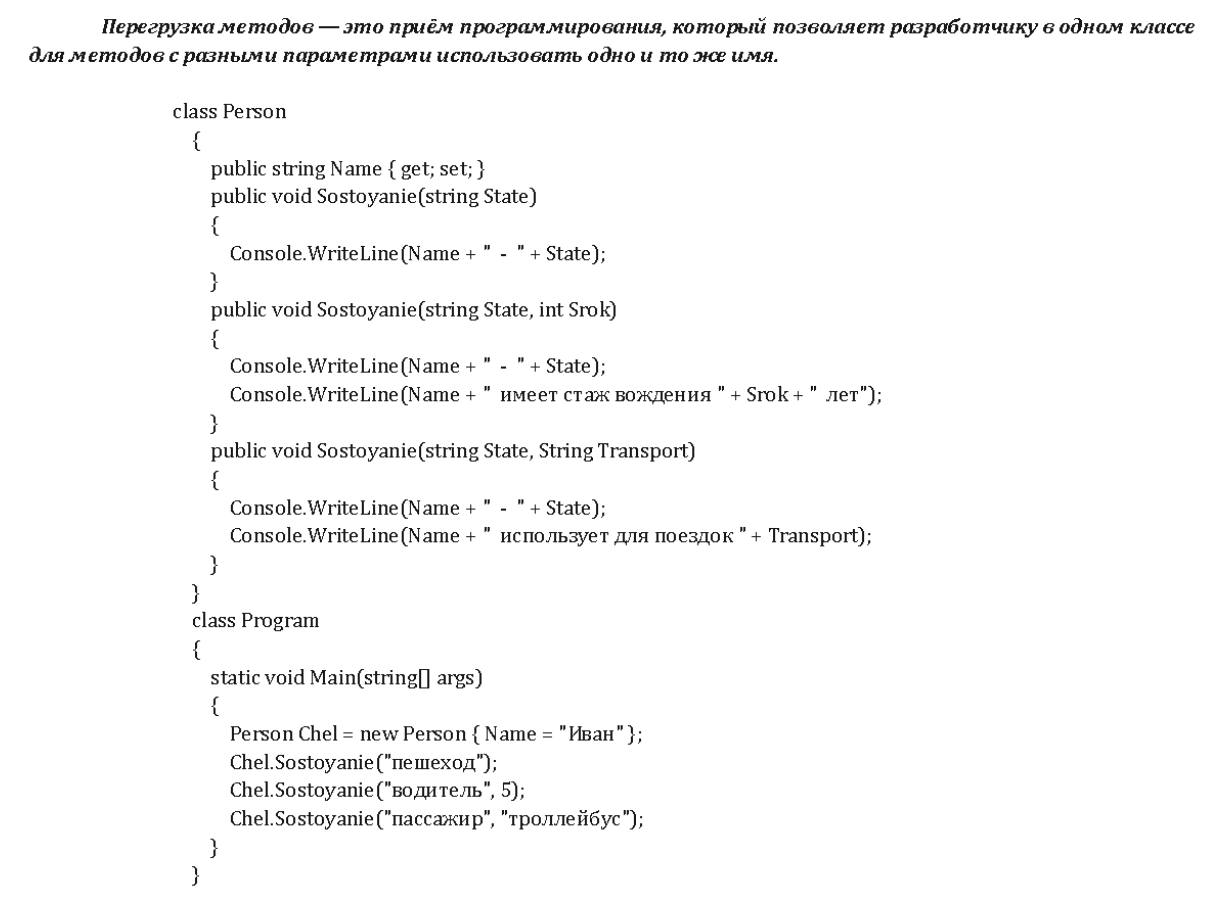 Перегрузка методов — это приём программирования, который позволяет разработчику в одном классе
для методов с разными параметрами использовать одно и то же имя.
class Person
{
public string Name { get; set; }
public void Sostoyanie(string State)
{
Console.WriteLine(Name + "  -  " + State);
}
public void Sostoyanie(string State, int Srok)
{
Console.WriteLine(Name + "  -  " + State);
Console.WriteLine(Name + "  имеет стаж вождения " + Srok + "  лет");
}
public void Sostoyanie(string State, String Transport)
{
Console.WriteLine(Name + "  -  " + State);
Console.WriteLine(Name + "  использует для поездок " + Transport);
}
}
class Program
{
static void Main(string[] args)
{
Person Chel = new Person { Name = "Иван" };
Chel.Sostoyanie("пешеход");
Chel.Sostoyanie("водитель", 5);
Chel.Sostoyanie("пассажир", "троллейбус");
}
}